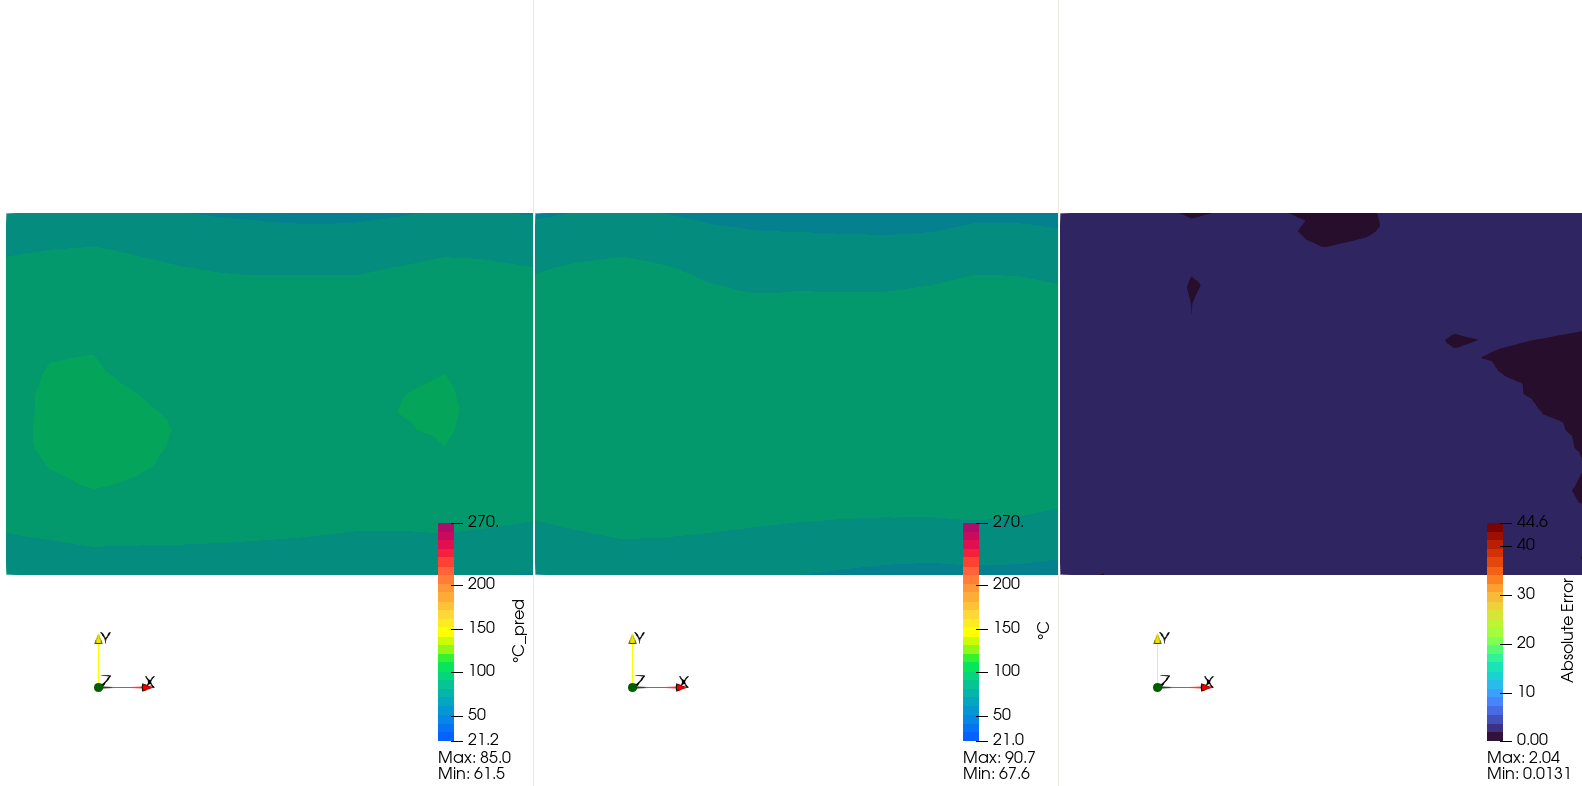 270.
200
150
100
50
21.2
°C_pred
Max: 85.0
Min: 61.5
Y
Z
X
270.
200
150
100
50
21.0
°C
Max: 90.7
Min: 67.6
Y
Z
X
44.6
40
30
20
10
0.00
Absolute Error
Max: 2.04
Min: 0.0131
Y
Z
X